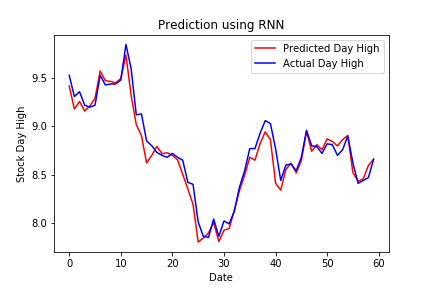 Prediction using RNN
Predicted Day High
Actual Day High
Stock Day High
9.5
9.0
8.5
8.0
0 10 20 30 40 50 60
Date